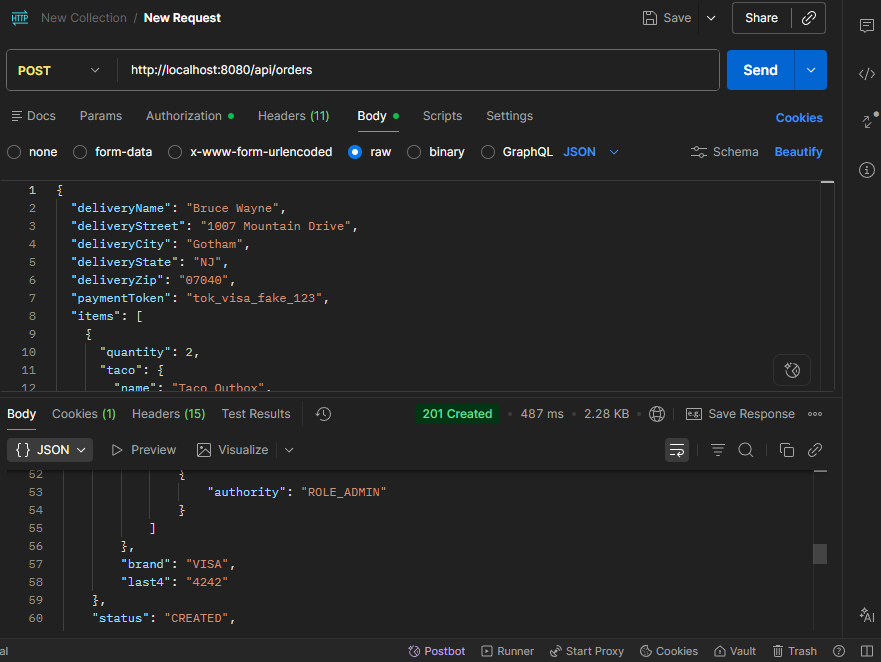 HTTP New Collection / New Request Save Share
POST http://localhost:8080/api/orders Send
Docs Params Authorization Headers (11) Body Scripts Settings Cookies
none form-data x-www-form-urlencoded raw binary GraphQL JSON Schema Beautify
1 {
2 "deliveryName": "Bruce Wayne",
3 "deliveryStreet": "1007 Mountain Drive",
4 "deliveryCity": "Gotham",
5 "deliveryState": "NJ",
6 "deliveryZip": "07040",
7 "paymentToken": "tok_visa_fake_123",
8 "items": [
9 {
10 "quantity": 2,
11 "taco": {
12 "name": "Taco Outbox",
Body Cookies (1) Headers (15) Test Results 201 Created • 487 ms • 2.28 KB • e.g. Save Response
{} JSON Preview Visualize
52 {
53 "authority": "ROLE_ADMIN"
54 }
55 ]
56 },
57 "brand": "VISA",
58 "last4": "4242"
59 },
60 "status": "CREATED",
AI
al Postbot Runner Start Proxy Cookies Vault Trash